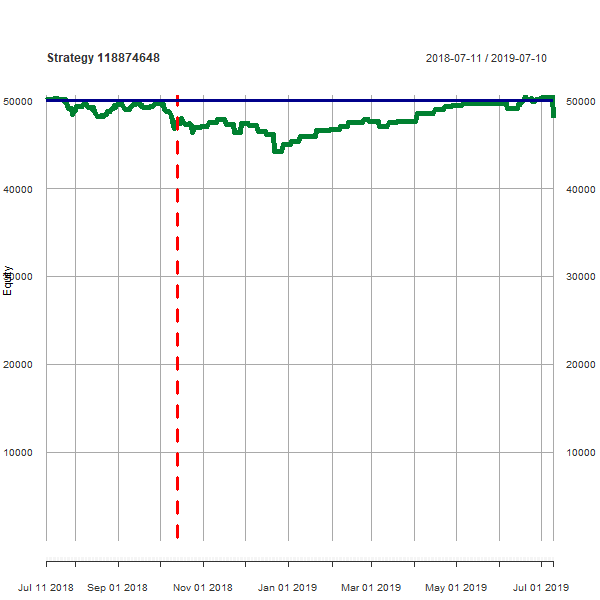 Strategy 118874648
2018-07-11 / 2019-07-10
50000
50000
40000
40000
Equity
30000
30000
20000
20000
10000
10000
Jul 11 2018
Sep 01 2018
Nov 01 2018
Jan 01 2019
Mar 01 2019
May 01 2019
Jul 01 2019